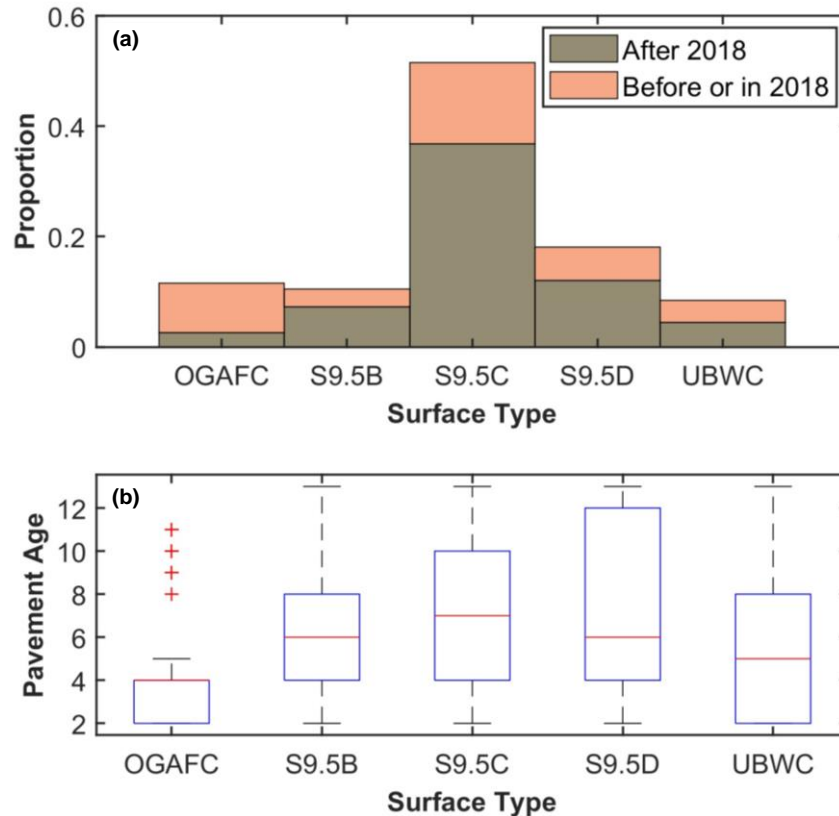 (a)
After 2018
Before or in 2018
0.6
0.4
0.2
0
Proportion
OGAFC S9.5B S9.5C S9.5D UBWC
Surface Type
(b)
12
10
8
6
4
2
Pavement Age
OGAFC S9.5B S9.5C S9.5D UBWC
Surface Type